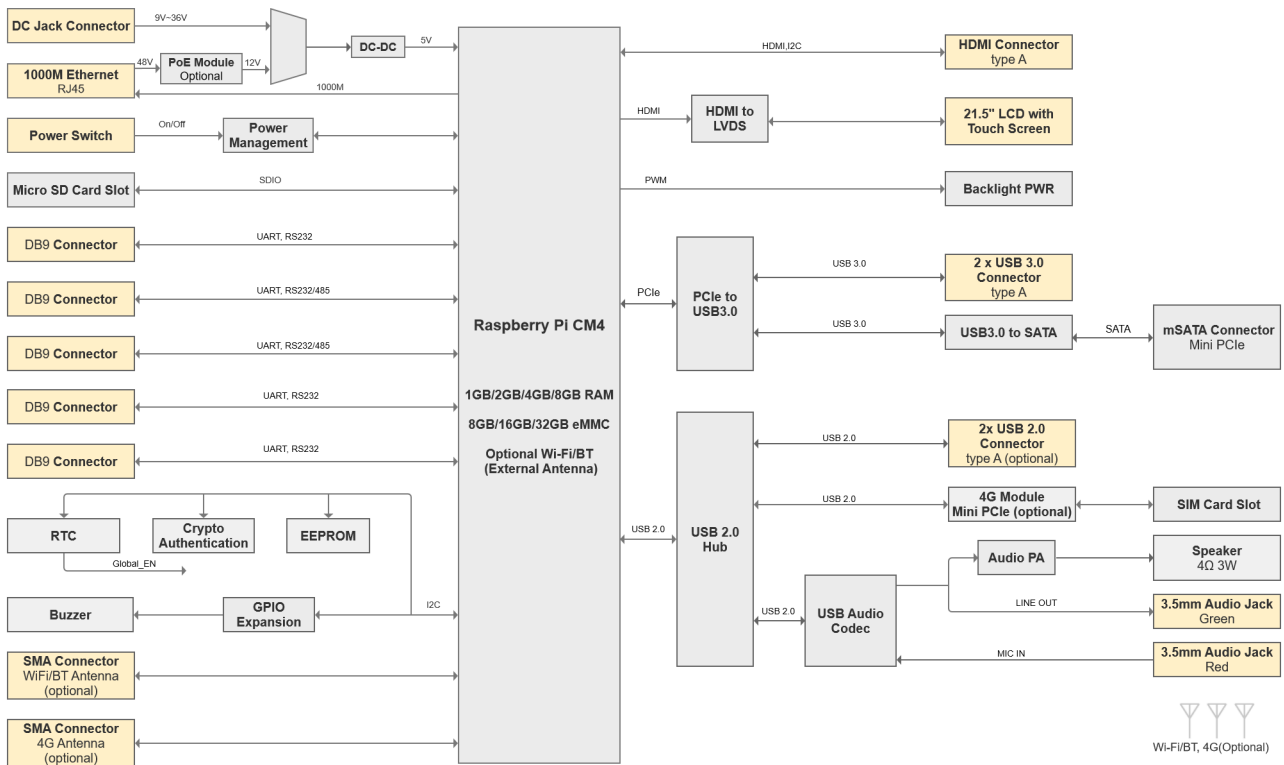 DC Jack Connector
9V~36V
DC-DC
5V
1000M Ethernet
RJ45
48V
PoE Module
Optional
12V
1000M
Power Switch
On/Off
Power
Management
Micro SD Card Slot
SDIO
DB9 Connector
UART, RS232
DB9 Connector
UART, RS232/485
DB9 Connector
UART, RS232/485
DB9 Connector
UART, RS232
DB9 Connector
UART, RS232
RTC
Crypto
Authentication
EEPROM
Global_EN
Buzzer
GPIO
Expansion
I2C
SMA Connector
WiFi/BT Antenna
(optional)
SMA Connector
4G Antenna
(optional)
Raspberry Pi CM4
1GB/2GB/4GB/8GB RAM
8GB/16GB/32GB eMMC
Optional Wi-Fi/BT
(External Antenna)
HDMI,I2C
HDMI Connector
type A
HDMI
HDMI to
LVDS
21.5" LCD with
Touch Screen
PWM
Backlight PWR
PCIe
PCIe to
USB3.0
USB 3.0
2 x USB 3.0
Connector
type A
USB 3.0
USB3.0 to SATA
SATA
mSATA Connector
Mini PCIe
USB 2.0
USB 2.0
Hub
USB 2.0
2x USB 2.0
Connector
type A (optional)
USB 2.0
4G Module
Mini PCIe (optional)
SIM Card Slot
USB 2.0
USB Audio
Codec
Audio PA
Speaker
4Ω 3W
LINE OUT
3.5mm Audio Jack
Green
MIC IN
3.5mm Audio Jack
Red
Wi-Fi/BT, 4G(Optional)